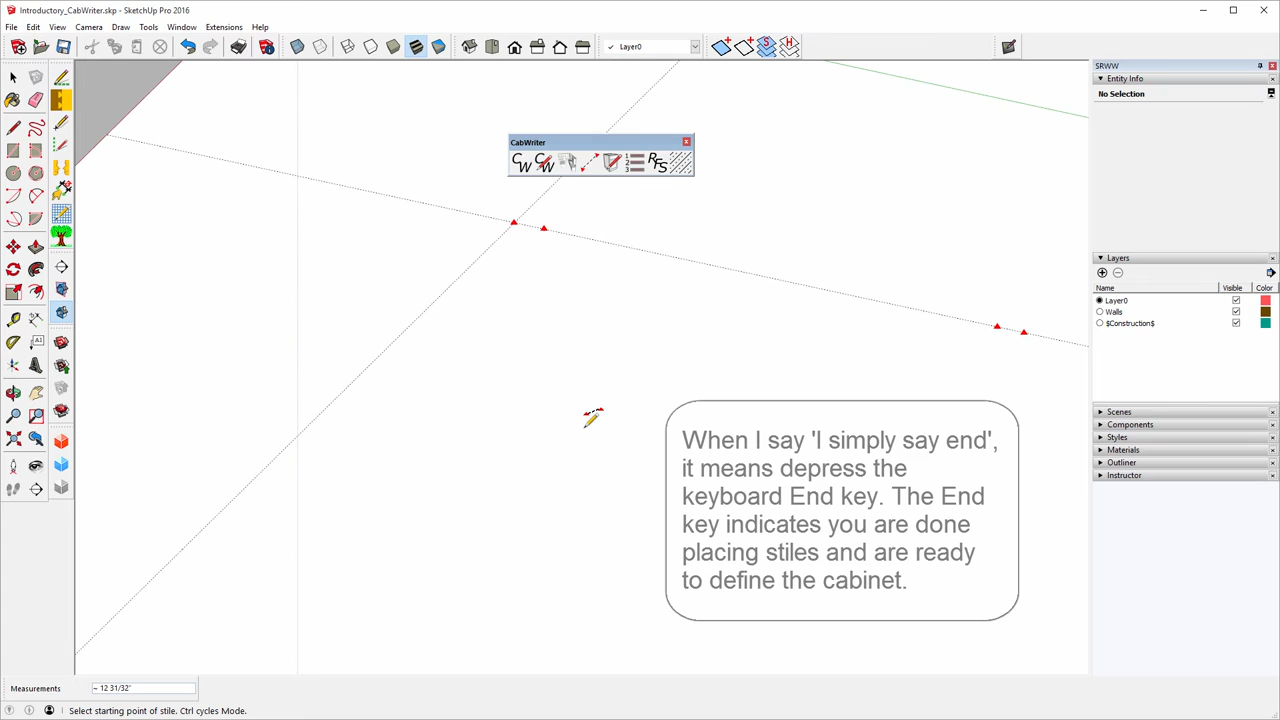 Introductory_CabWriter.skp - SketchUp Pro 2016
File Edit View Camera Draw Tools Window Extensions Help
Layer0
SRWW
Entity Info
No Selection
CabWriter
Layers
Name Visible Color
Layer0
Walls
$Construction$
Scenes
Components
Styles
Materials
Outliner
Instructor
When I say 'I simply say end',
it means depress the
keyboard End key. The End
key indicates you are done
placing stiles and are ready
to define the cabinet.
Measurements ~ 12 31/32"
Select starting point of stile. Ctrl cycles Mode.